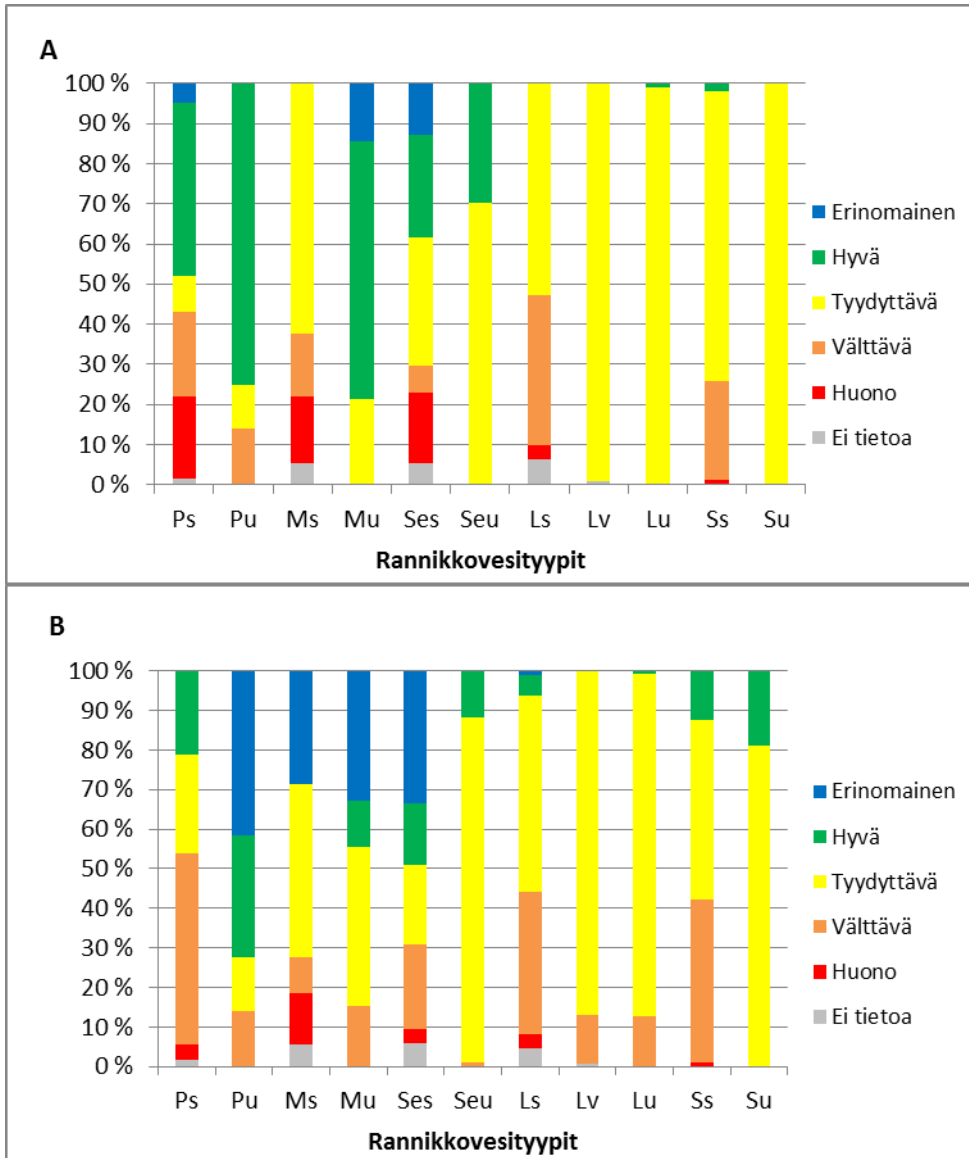 A
100 %
90 %
80 %
70 %
60 %
50 %
40 %
30 %
20 %
10 %
0 %
Ps Pu Ms Mu Ses Seu Ls Lv Lu Ss Su
Rannikkovesityypit
Erinomainen
Hyvä
Tyydyttävä
Välttävä
Huono
Ei tietoa
B
100 %
90 %
80 %
70 %
60 %
50 %
40 %
30 %
20 %
10 %
0 %
Ps Pu Ms Mu Ses Seu Ls Lv Lu Ss Su
Rannikkovesityypit
Erinomainen
Hyvä
Tyydyttävä
Välttävä
Huono
Ei tietoa